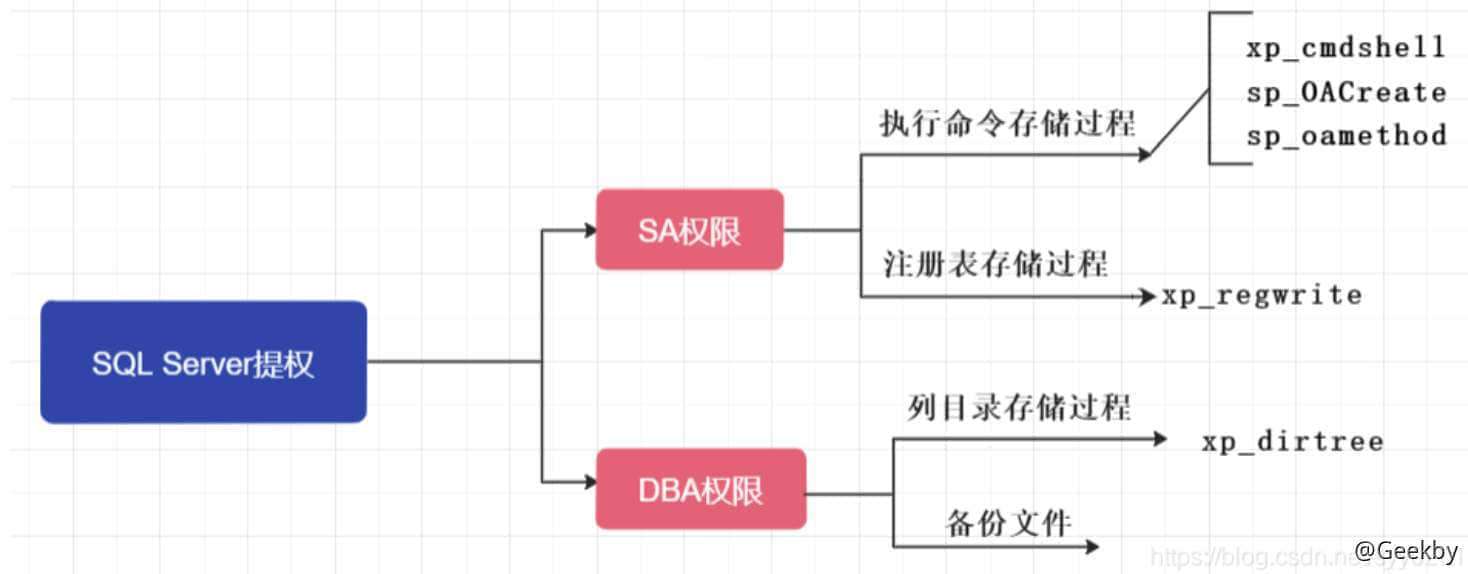 xp_cmdshell
sp_OACreate
sp_oamethod
执行命令存储过程
SA权限
注册表存储过程
xp_regwrite
SQL Server提权
列目录存储过程
xp_dirtree
DBA权限
备份文件
@Geekby
https://blog.csdn.ne